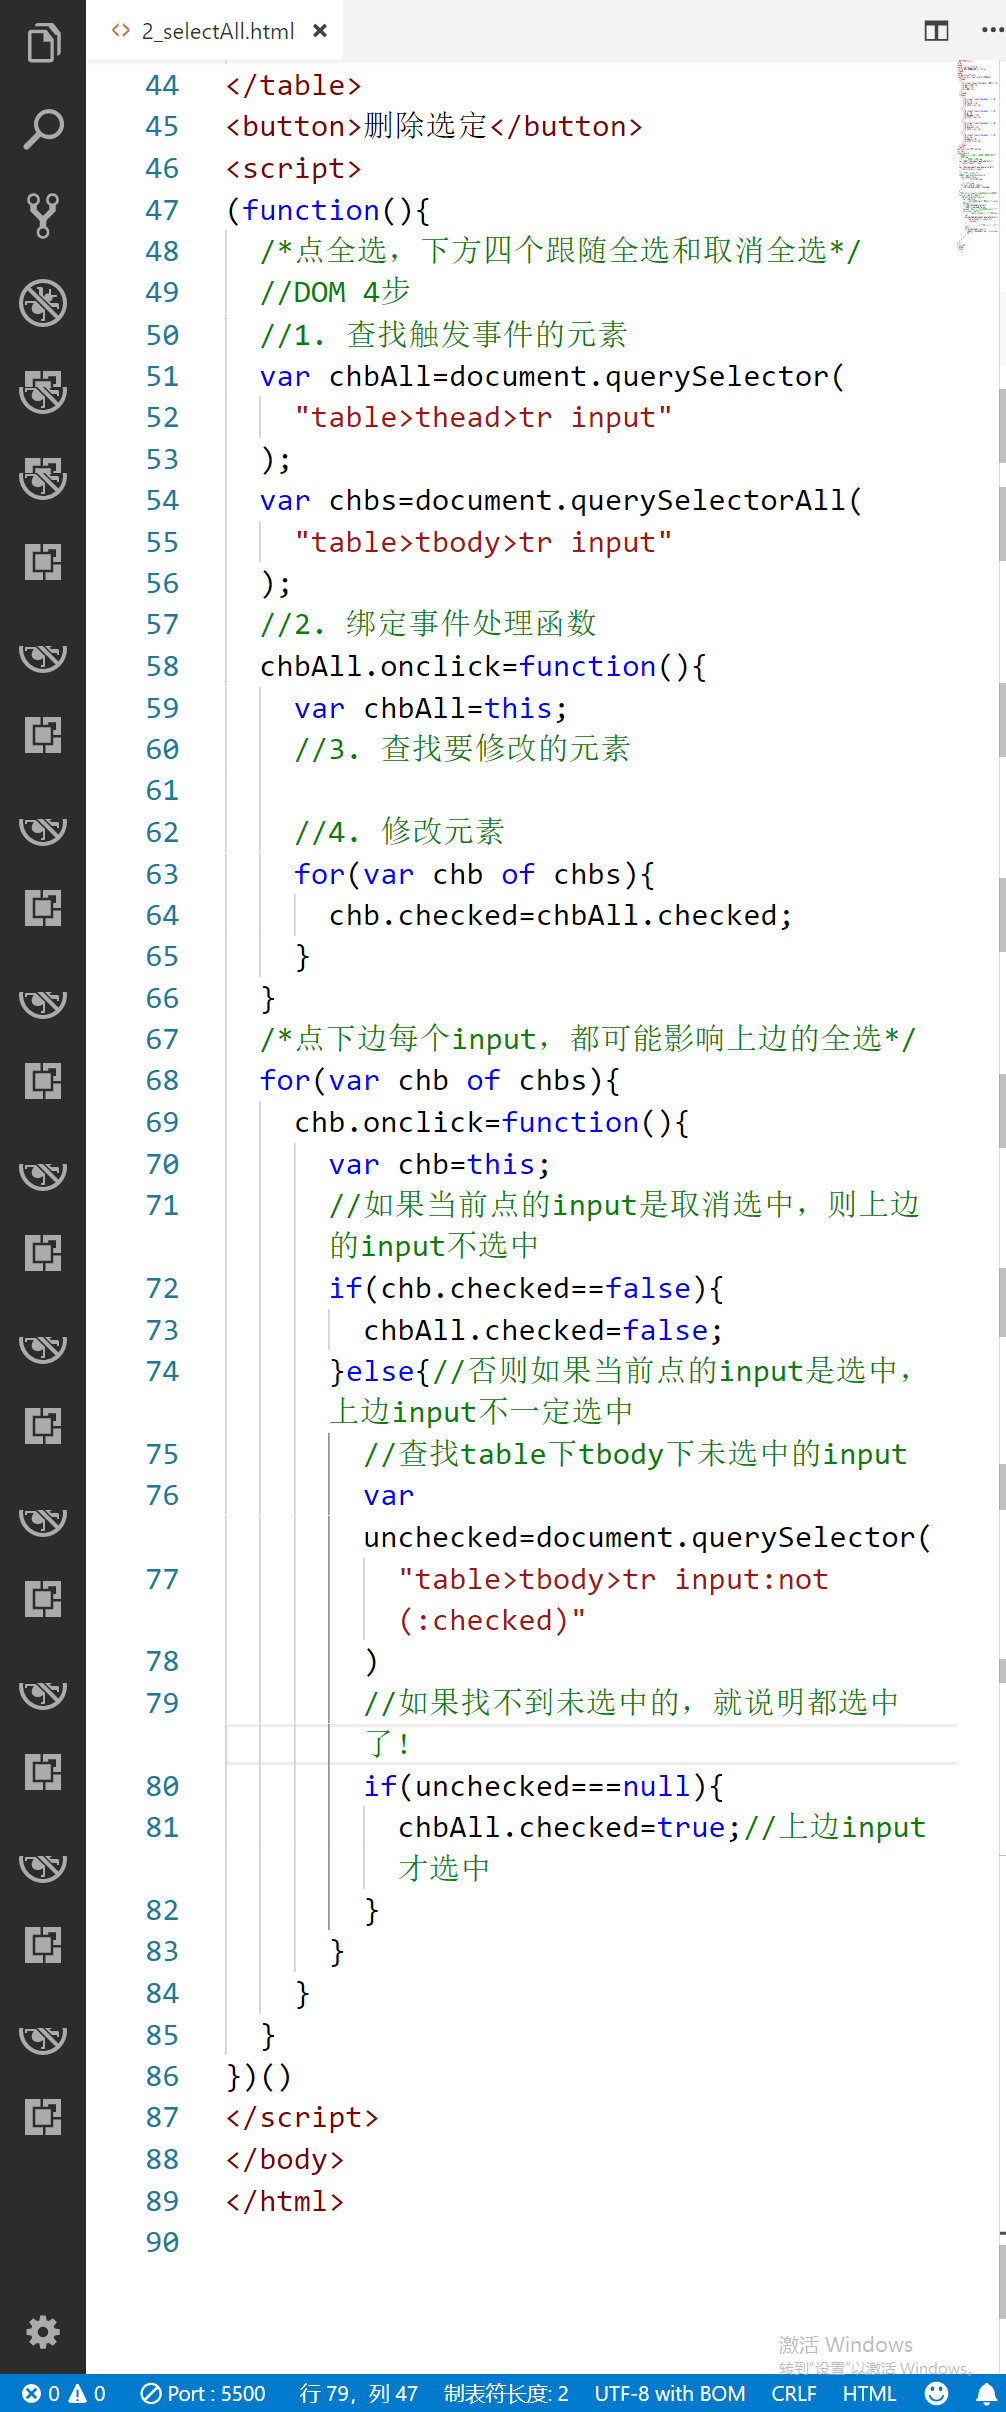 2_selectAll.html
44 </table>
45 <button>删除选定</button>
46 <script>
47 (function(){
48 /*点全选，下方四个跟随全选和取消全选*/
49 //DOM 4步
50 //1. 查找触发事件的元素
51 var chbAll=document.querySelector(
52 "table>thead>tr input"
53 );
54 var chbs=document.querySelectorAll(
55 "table>tbody>tr input"
56 );
57 //2. 绑定事件处理函数
58 chbAll.onclick=function(){
59 var chbAll=this;
60 //3. 查找要修改的元素
61
62 //4. 修改元素
63 for(var chb of chbs){
64 chb.checked=chbAll.checked;
65 }
66 }
67 /*点下边每个input，都可能影响上边的全选*/
68 for(var chb of chbs){
69 chb.onclick=function(){
70 var chb=this;
71 //如果当前点的input是取消选中，则上边
的input不选中
72 if(chb.checked==false){
73 chbAll.checked=false;
74 }else{//否则如果当前点的input是选中，
上边input不一定选中
75 //查找table下tbody下未选中的input
76 var
unchecked=document.querySelector(
77 "table>tbody>tr input:not
(:checked)"
78 )
79 //如果找不到未选中的，就说明都选中
了！
80 if(unchecked===null){
81 chbAll.checked=true;//上边input
才选中
82 }
83 }
84 }
85 }
86 })()
87 </script>
88 </body>
89 </html>
90
激活 Windows
转到"设置"以激活 Windows。
0 0 Port : 5500 行 79，列 47 制表符长度: 2 UTF-8 with BOM CRLF HTML